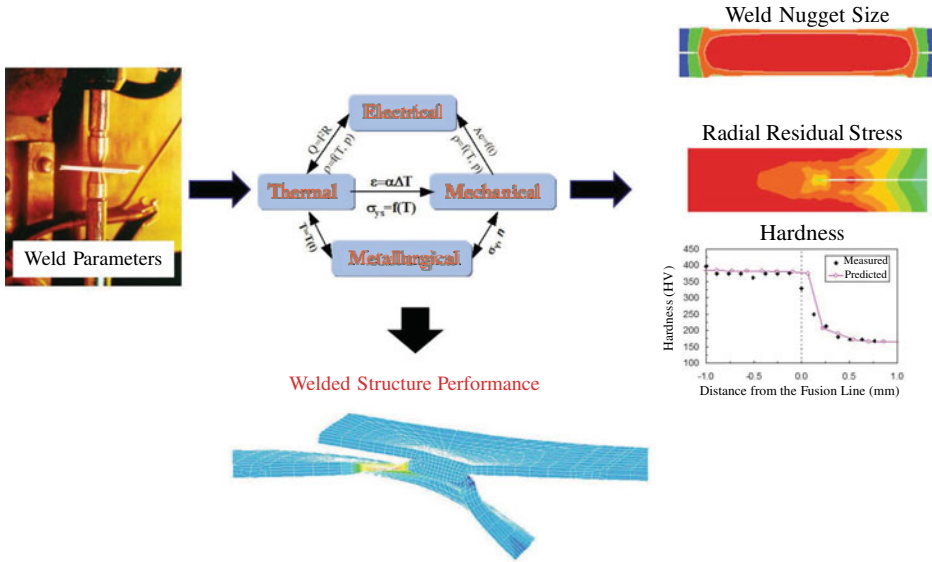 Weld Nugget Size
Weld Parameters
Electrical
Q=I²R
ρ=f(T, p)
Ac=f(t)
ρ=f(T, p)
Thermal
ε=αΔT
σys=f(T)
Mechanical
T=T(t)
σY, n
Metallurgical
Radial Residual Stress
Hardness
Hardness (HV)
450
400
350
300
250
200
150
100
Measured
Predicted
-1.0 -0.5 0.0 0.5 1.0
Distance from the Fusion Line (mm)
Welded Structure Performance